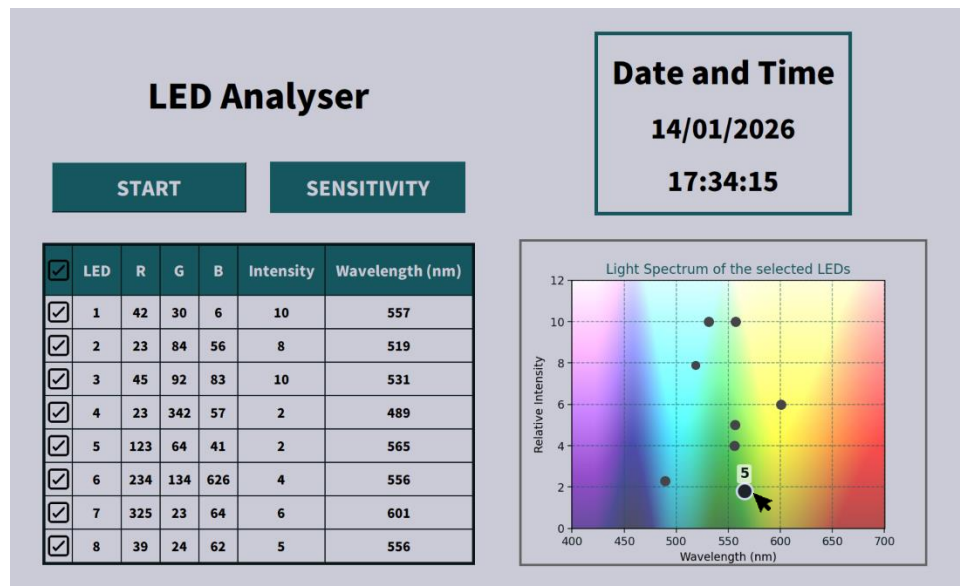 LED Analyser
START
SENSITIVITY
Date and Time
14/01/2026
17:34:15
LED R G B Intensity Wavelength (nm)
1 42 30 6 10 557
2 23 84 56 8 519
3 45 92 83 10 531
4 23 342 57 2 489
5 123 64 41 2 565
6 234 134 626 4 556
7 325 23 64 6 601
8 39 24 62 5 556
Light Spectrum of the selected LEDs
Relative Intensity
12
10
8
6
4
2
0
5
400 450 500 550 600 650 700
Wavelength (nm)